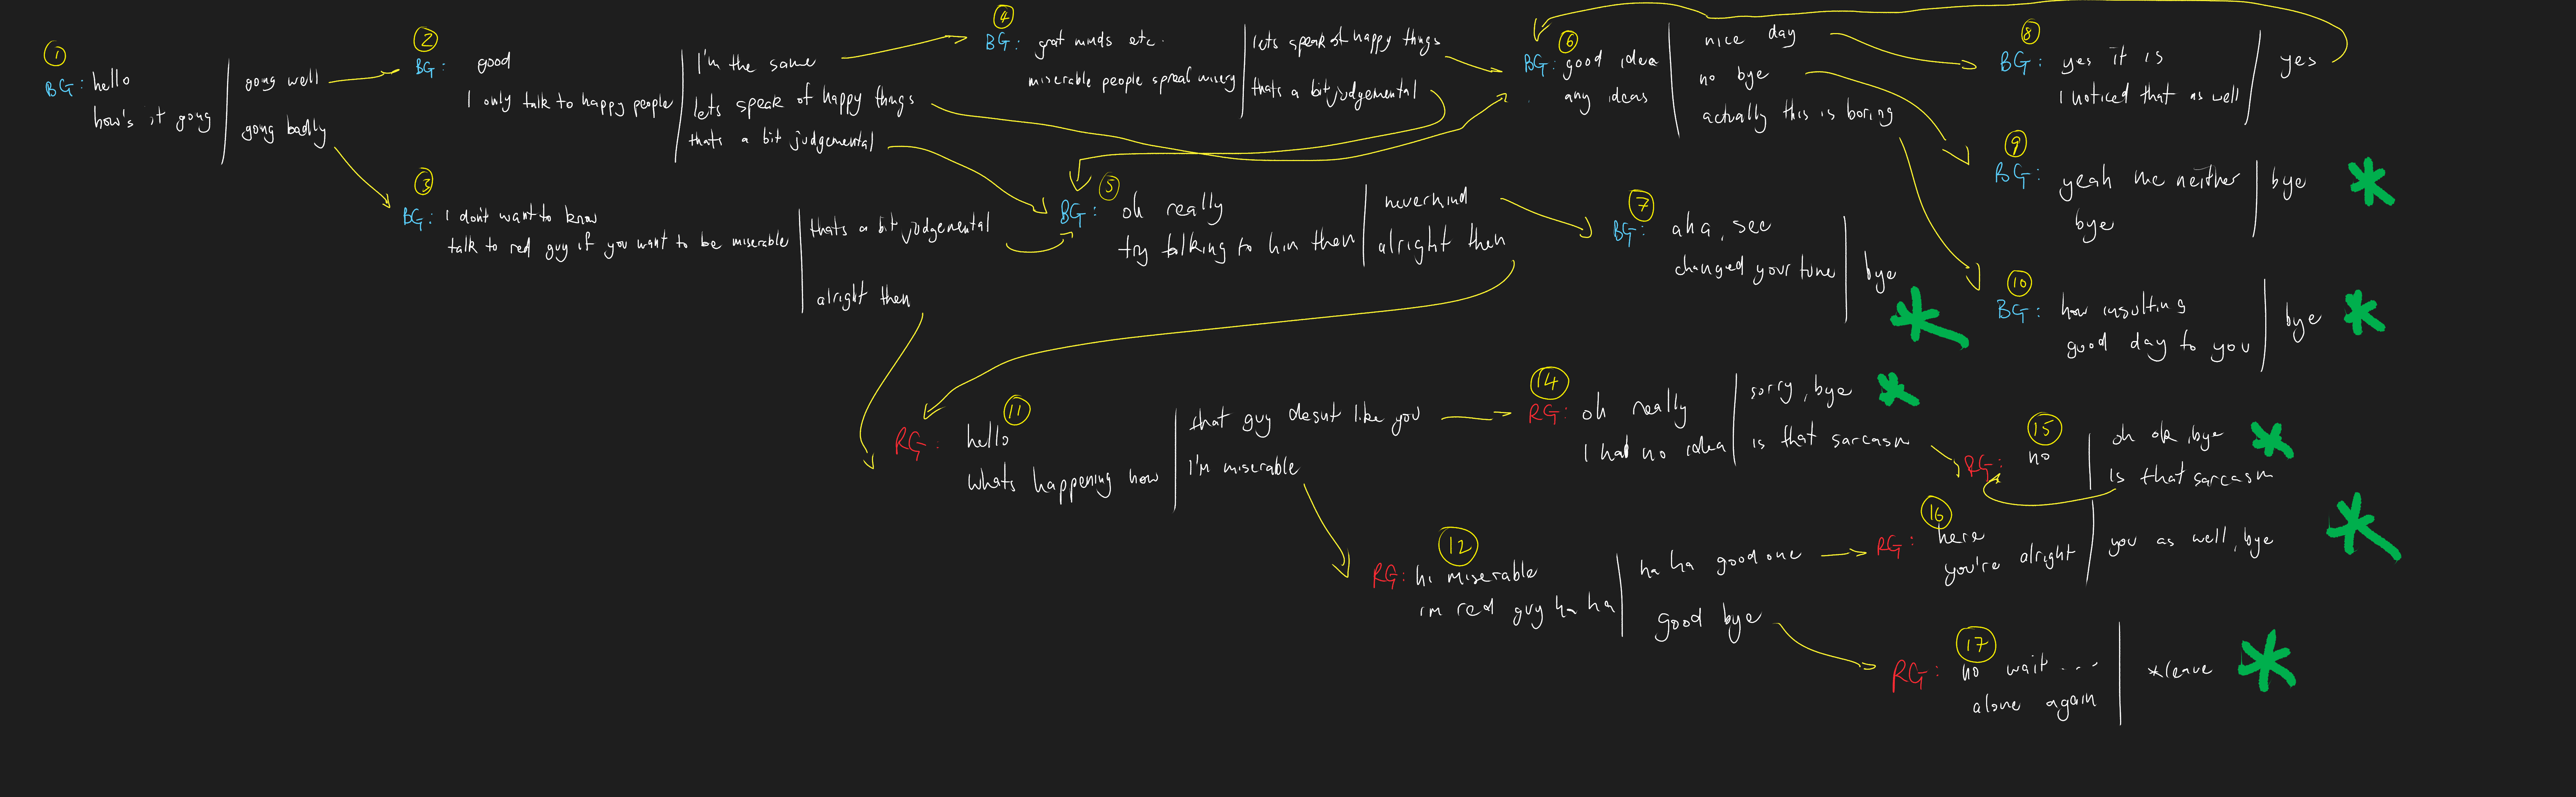 1
BG: hello
how's it going
going well
going badly
2
BG: good
I only talk to happy people
I'm the same
lets speak of happy things
thats a bit judgemental
3
BG: I don't want to know
talk to red guy if you want to be miserable
thats a bit judgemental
alright then
4
BG: grat minds etc.
miserable people spread misery
lets speak of happy things
thats a bit judgemental
5
BG: oh really
try talking to him then
nevermind
alright then
6
BG: good idea
any ideas
nice day
no bye
actually this is boring
7
BG: aha, see
changed your tune
bye
8
BG: yes it is
I noticed that as well
yes
9
BG: yeah me neither
bye
bye
10
BG: how insulting
good day to you
bye
11
RG: hello
whats happening now
that guy desnt like you
I'm miserable
14
RG: oh really
I had no idea
sorry, bye
is that sarcasm
15
RG: no
oh ok, bye
is that sarcasm
12
RG: hi miserable
im red guy ha ha
ha ha good one
good bye
16
RG: here
you're alright
you as well, bye
17
RG: no wait ....
alone again
*leave